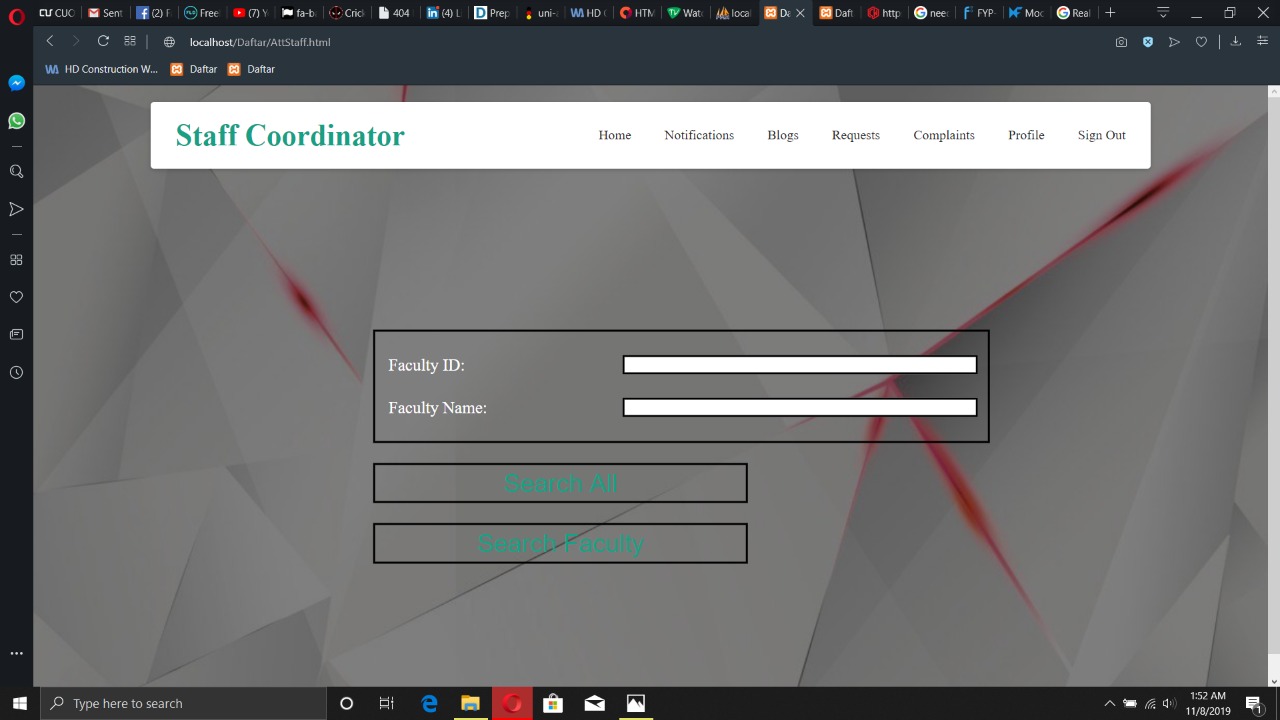 CUC
Sent
(2) F
Free
(7) Y
fa-b
Crick
404
(4) L
Prep
uni-
HD C
HTM
Wat
local
Da
Daft
http
nee
FYP-
Moc
Real
localhost/Daftar/AttStaff.html
HD Construction W...
Daftar
Daftar
Staff Coordinator
Home Notifications Blogs Requests Complaints Profile Sign Out
Faculty ID:
Faculty Name:
Search All
Search Faculty
Type here to search
1:52 AM
11/8/2019